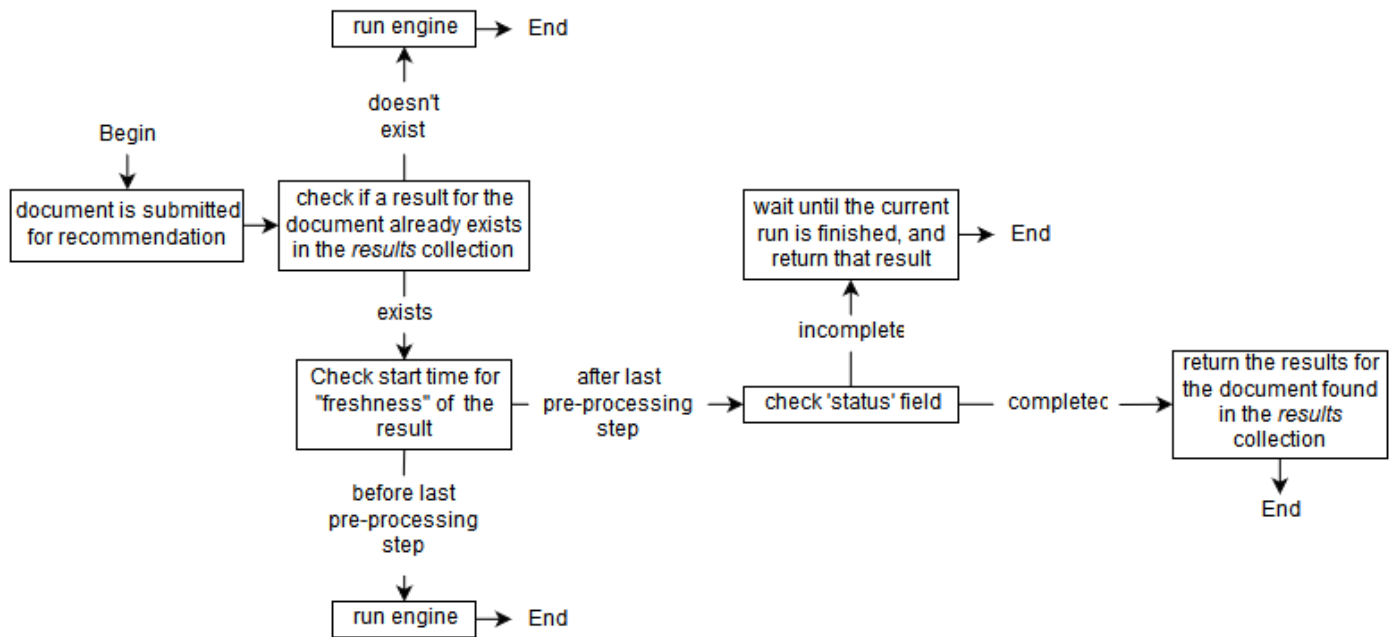 run engine
End
doesn't
exist
Begin
document is submitted
for recommendation
check if a result for the
document already exists
in the results collection
wait until the current
run is finished, and
return that result
End
exists
incomplete
Check start time for
"freshness" of the
result
after last
pre-processing
step
check 'status' field
completed
return the results for
the document found
in the results
collection
End
before last
pre-processing
step
run engine
End